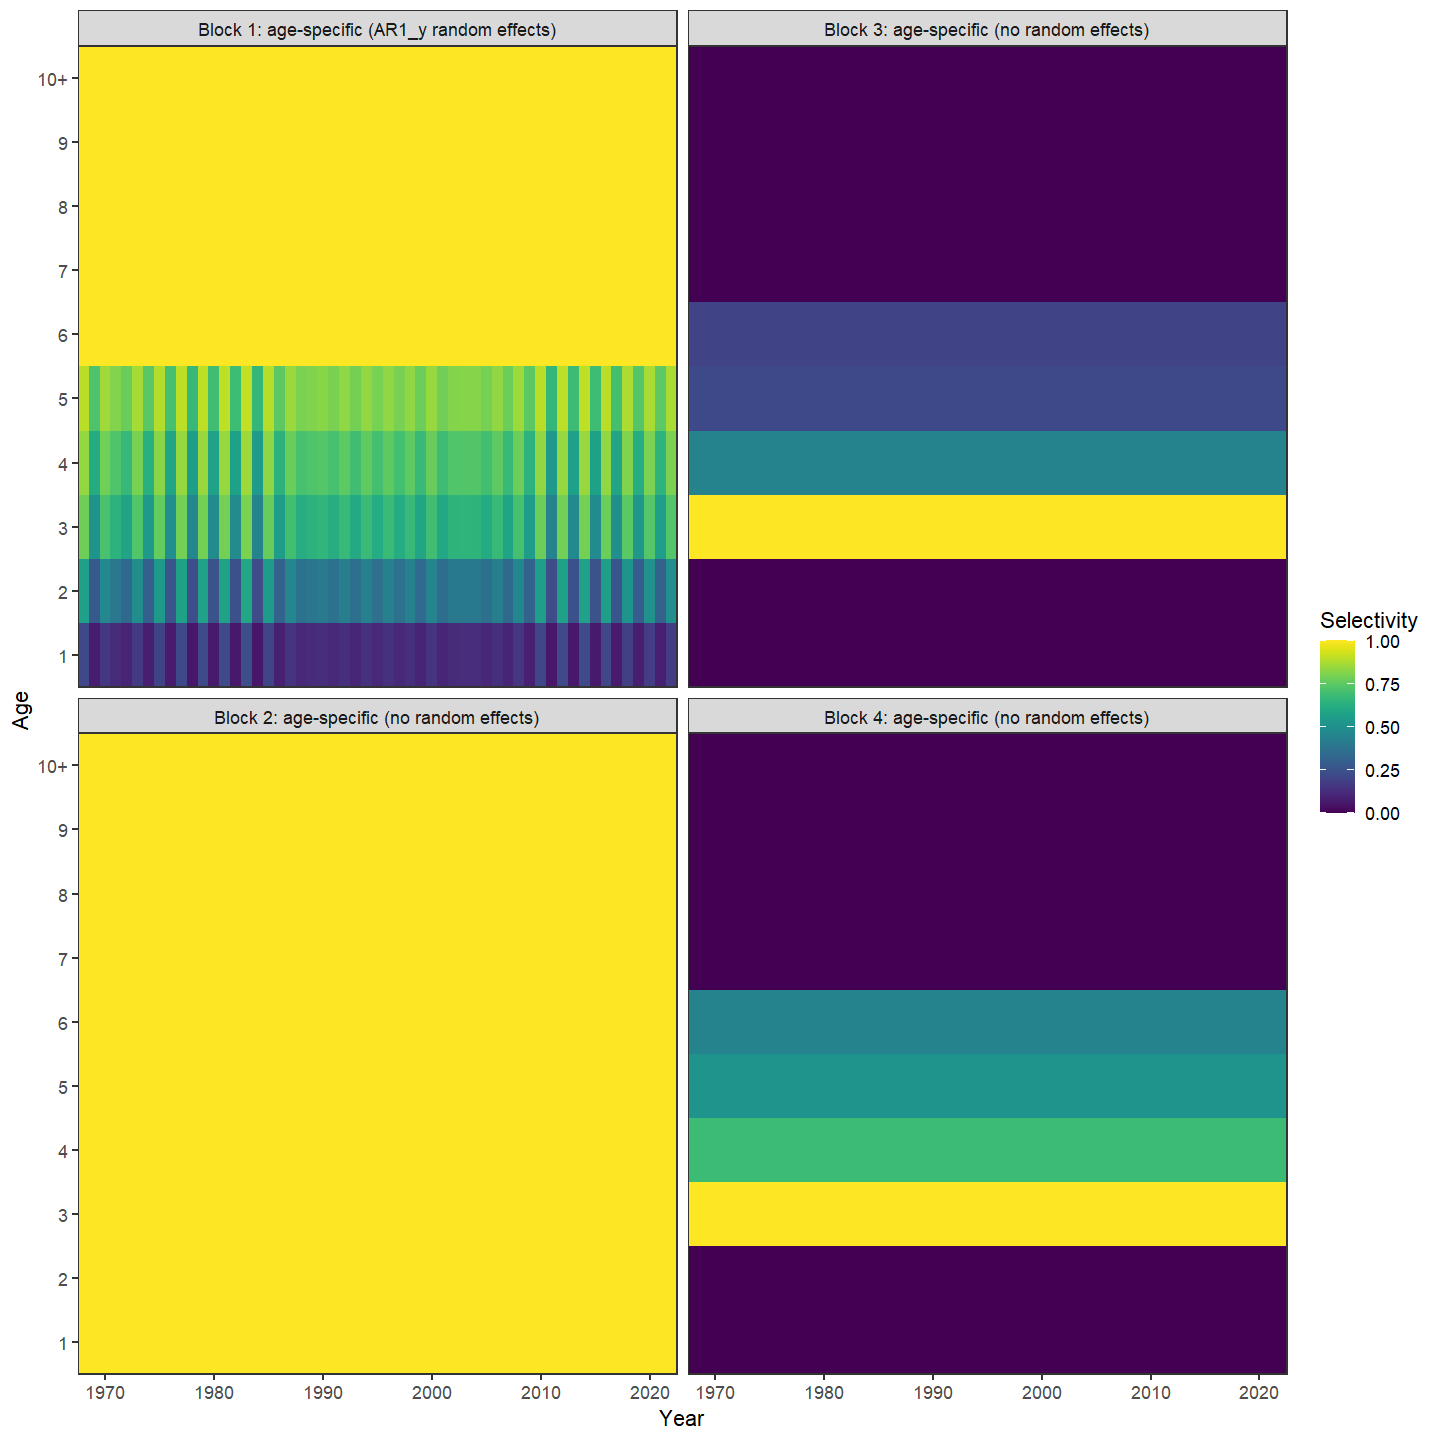 Block 1: age-specific (AR1_y random effects)
Block 3: age-specific (no random effects)
10+
9
8
7
6
5
4
3
2
1
Block 2: age-specific (no random effects)
Block 4: age-specific (no random effects)
10+
9
8
7
6
5
4
3
2
1
Age
1970 1980 1990 2000 2010 2020
1970 1980 1990 2000 2010 2020
Year
Selectivity
1.00
0.75
0.50
0.25
0.00